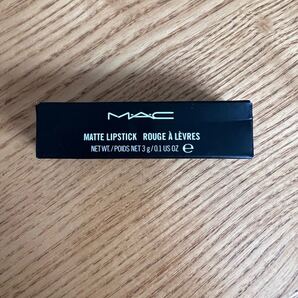 MAC
MATTE LIPSTICK ROUGE À LÈVRES
NET WT. / POIDS NET 3 g / 0.1 US OZ ℮